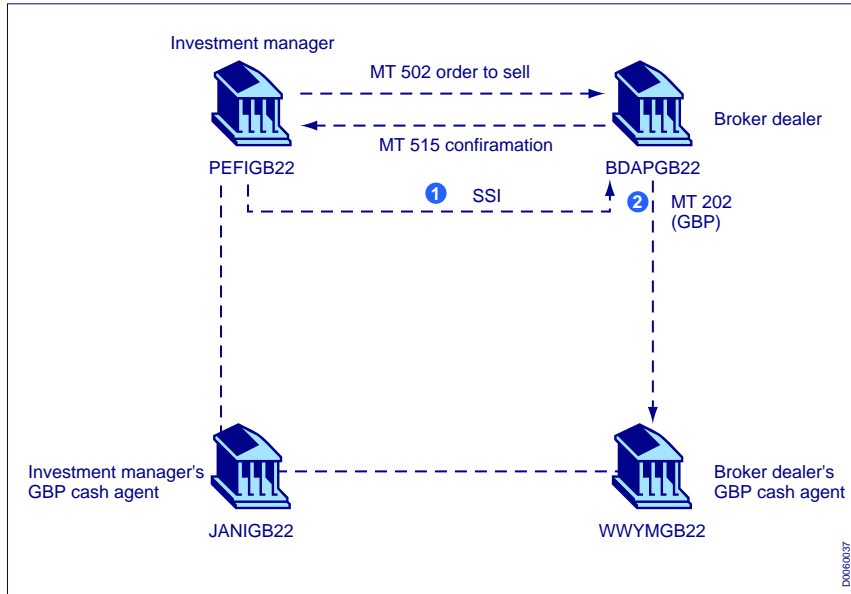 Investment manager
MT 502 order to sell
Broker dealer
MT 515 confiramation
PEFIGB22
BDAPGB22
1 SSI
2 MT 202
(GBP)
Investment manager's
GBP cash agent
Broker dealer's
GBP cash agent
JANIGB22
WWYMGB22
D0060037